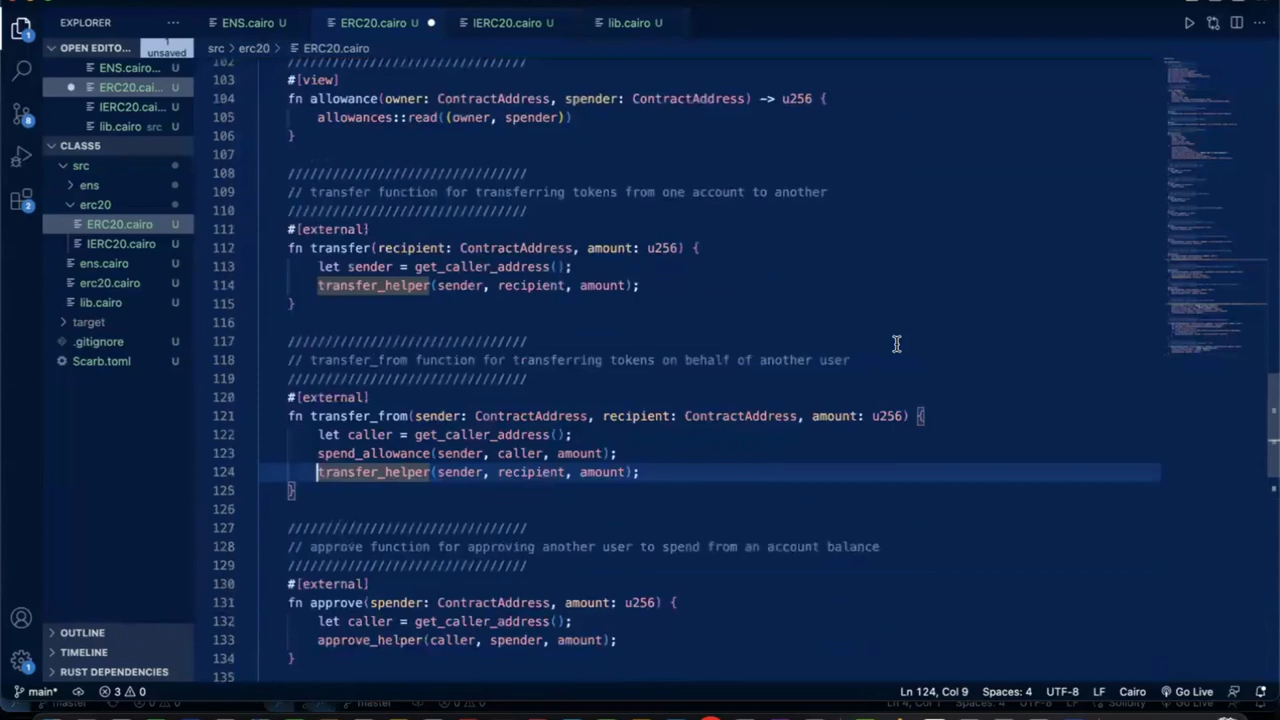 EXPLORER
ENS.cairo U
ERC20.cairo U
IERC20.cairo U
lib.cairo U
OPEN EDITO...
1 unsaved
src > erc20 > ERC20.cairo
ENS.cairo... U
ERC20.cai... U
IERC20.cai... U
lib.cairo src U
CLASS5
src
ens
erc20
ERC20.cairo U
IERC20.cairo U
ens.cairo U
erc20.cairo U
lib.cairo U
target
.gitignore U
Scarb.toml U
OUTLINE
TIMELINE
RUST DEPENDENCIES
102 ////////////////////////////////
103 #[view]
104 fn allowance(owner: ContractAddress, spender: ContractAddress) -> u256 {
105 allowances::read((owner, spender))
106 }
107
108 ////////////////////////////////
109 // transfer function for transferring tokens from one account to another
110 ////////////////////////////////
111 #[external]
112 fn transfer(recipient: ContractAddress, amount: u256) {
113 let sender = get_caller_address();
114 transfer_helper(sender, recipient, amount);
115 }
116
117 ////////////////////////////////
118 // transfer_from function for transferring tokens on behalf of another user
119 ////////////////////////////////
120 #[external]
121 fn transfer_from(sender: ContractAddress, recipient: ContractAddress, amount: u256) {
122 let caller = get_caller_address();
123 spend_allowance(sender, caller, amount);
124 transfer_helper(sender, recipient, amount);
125 }
126
127 ////////////////////////////////
128 // approve function for approving another user to spend from an account balance
129 ////////////////////////////////
130 #[external]
131 fn approve(spender: ContractAddress, amount: u256) {
132 let caller = get_caller_address();
133 approve_helper(caller, spender, amount);
134 }
135
main* 3 0
Ln 124, Col 9 Spaces: 4 UTF-8 LF Cairo Go Live